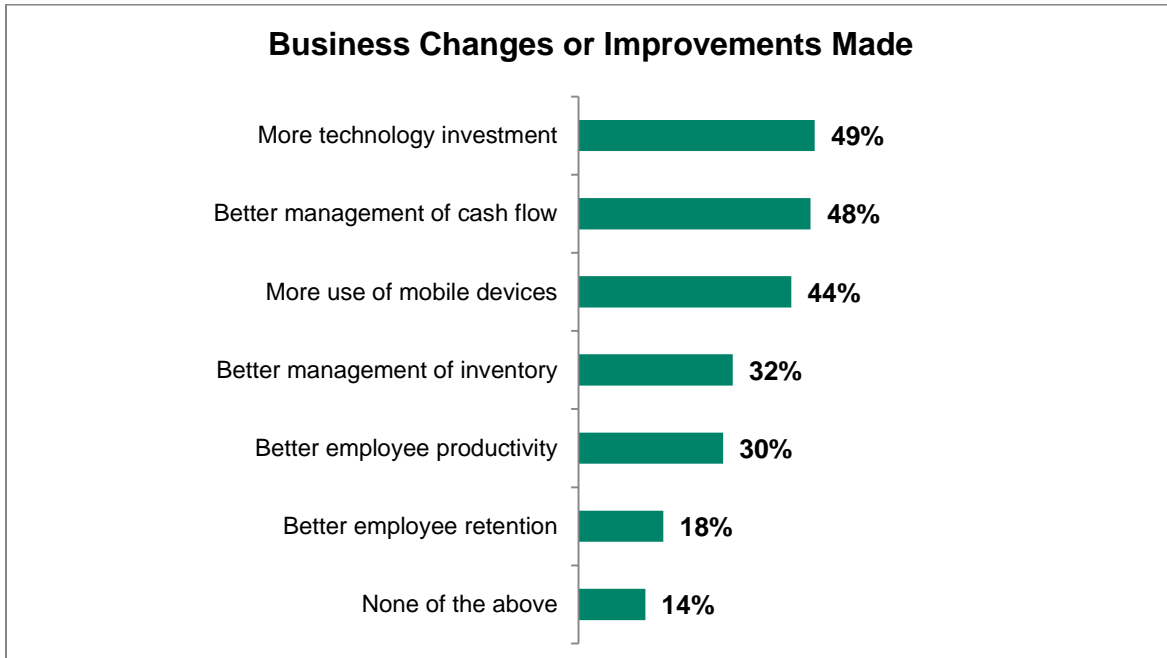 Business Changes or Improvements Made
More technology investment 49%
Better management of cash flow 48%
More use of mobile devices 44%
Better management of inventory 32%
Better employee productivity 30%
Better employee retention 18%
None of the above 14%